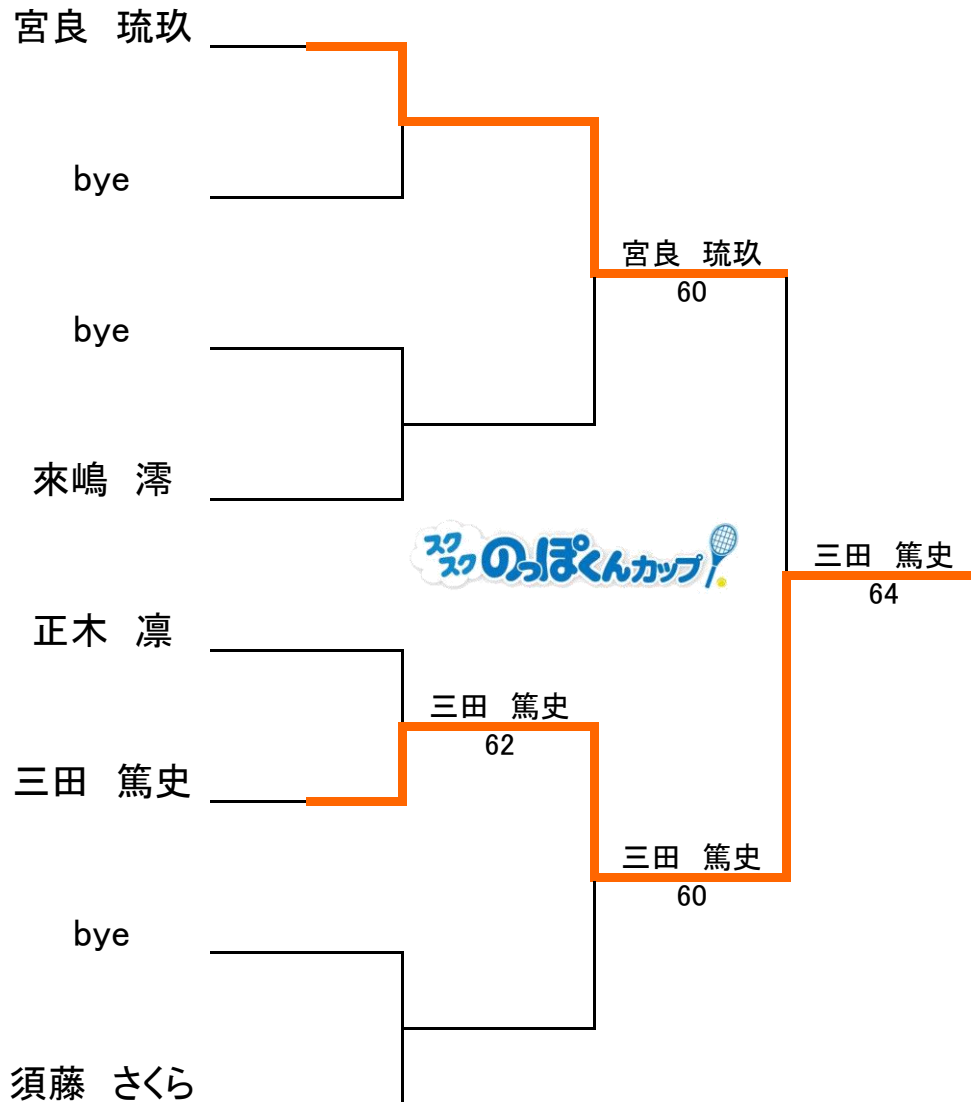 宮良 琉玖
bye
宮良 琉玖
60
bye
來嶋 澪
スク
スク のっぽくんカップ
三田 篤史
64
正木 凛
三田 篤史
62
三田 篤史
三田 篤史
60
bye
須藤 さくら